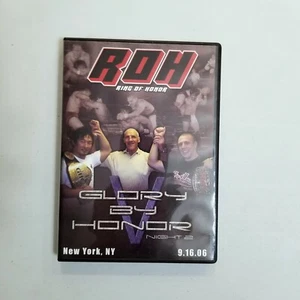 ROH
RING OF HONOR
GLORY
BY
HONOR
V
NIGHT 2
New York, NY
9.16.06